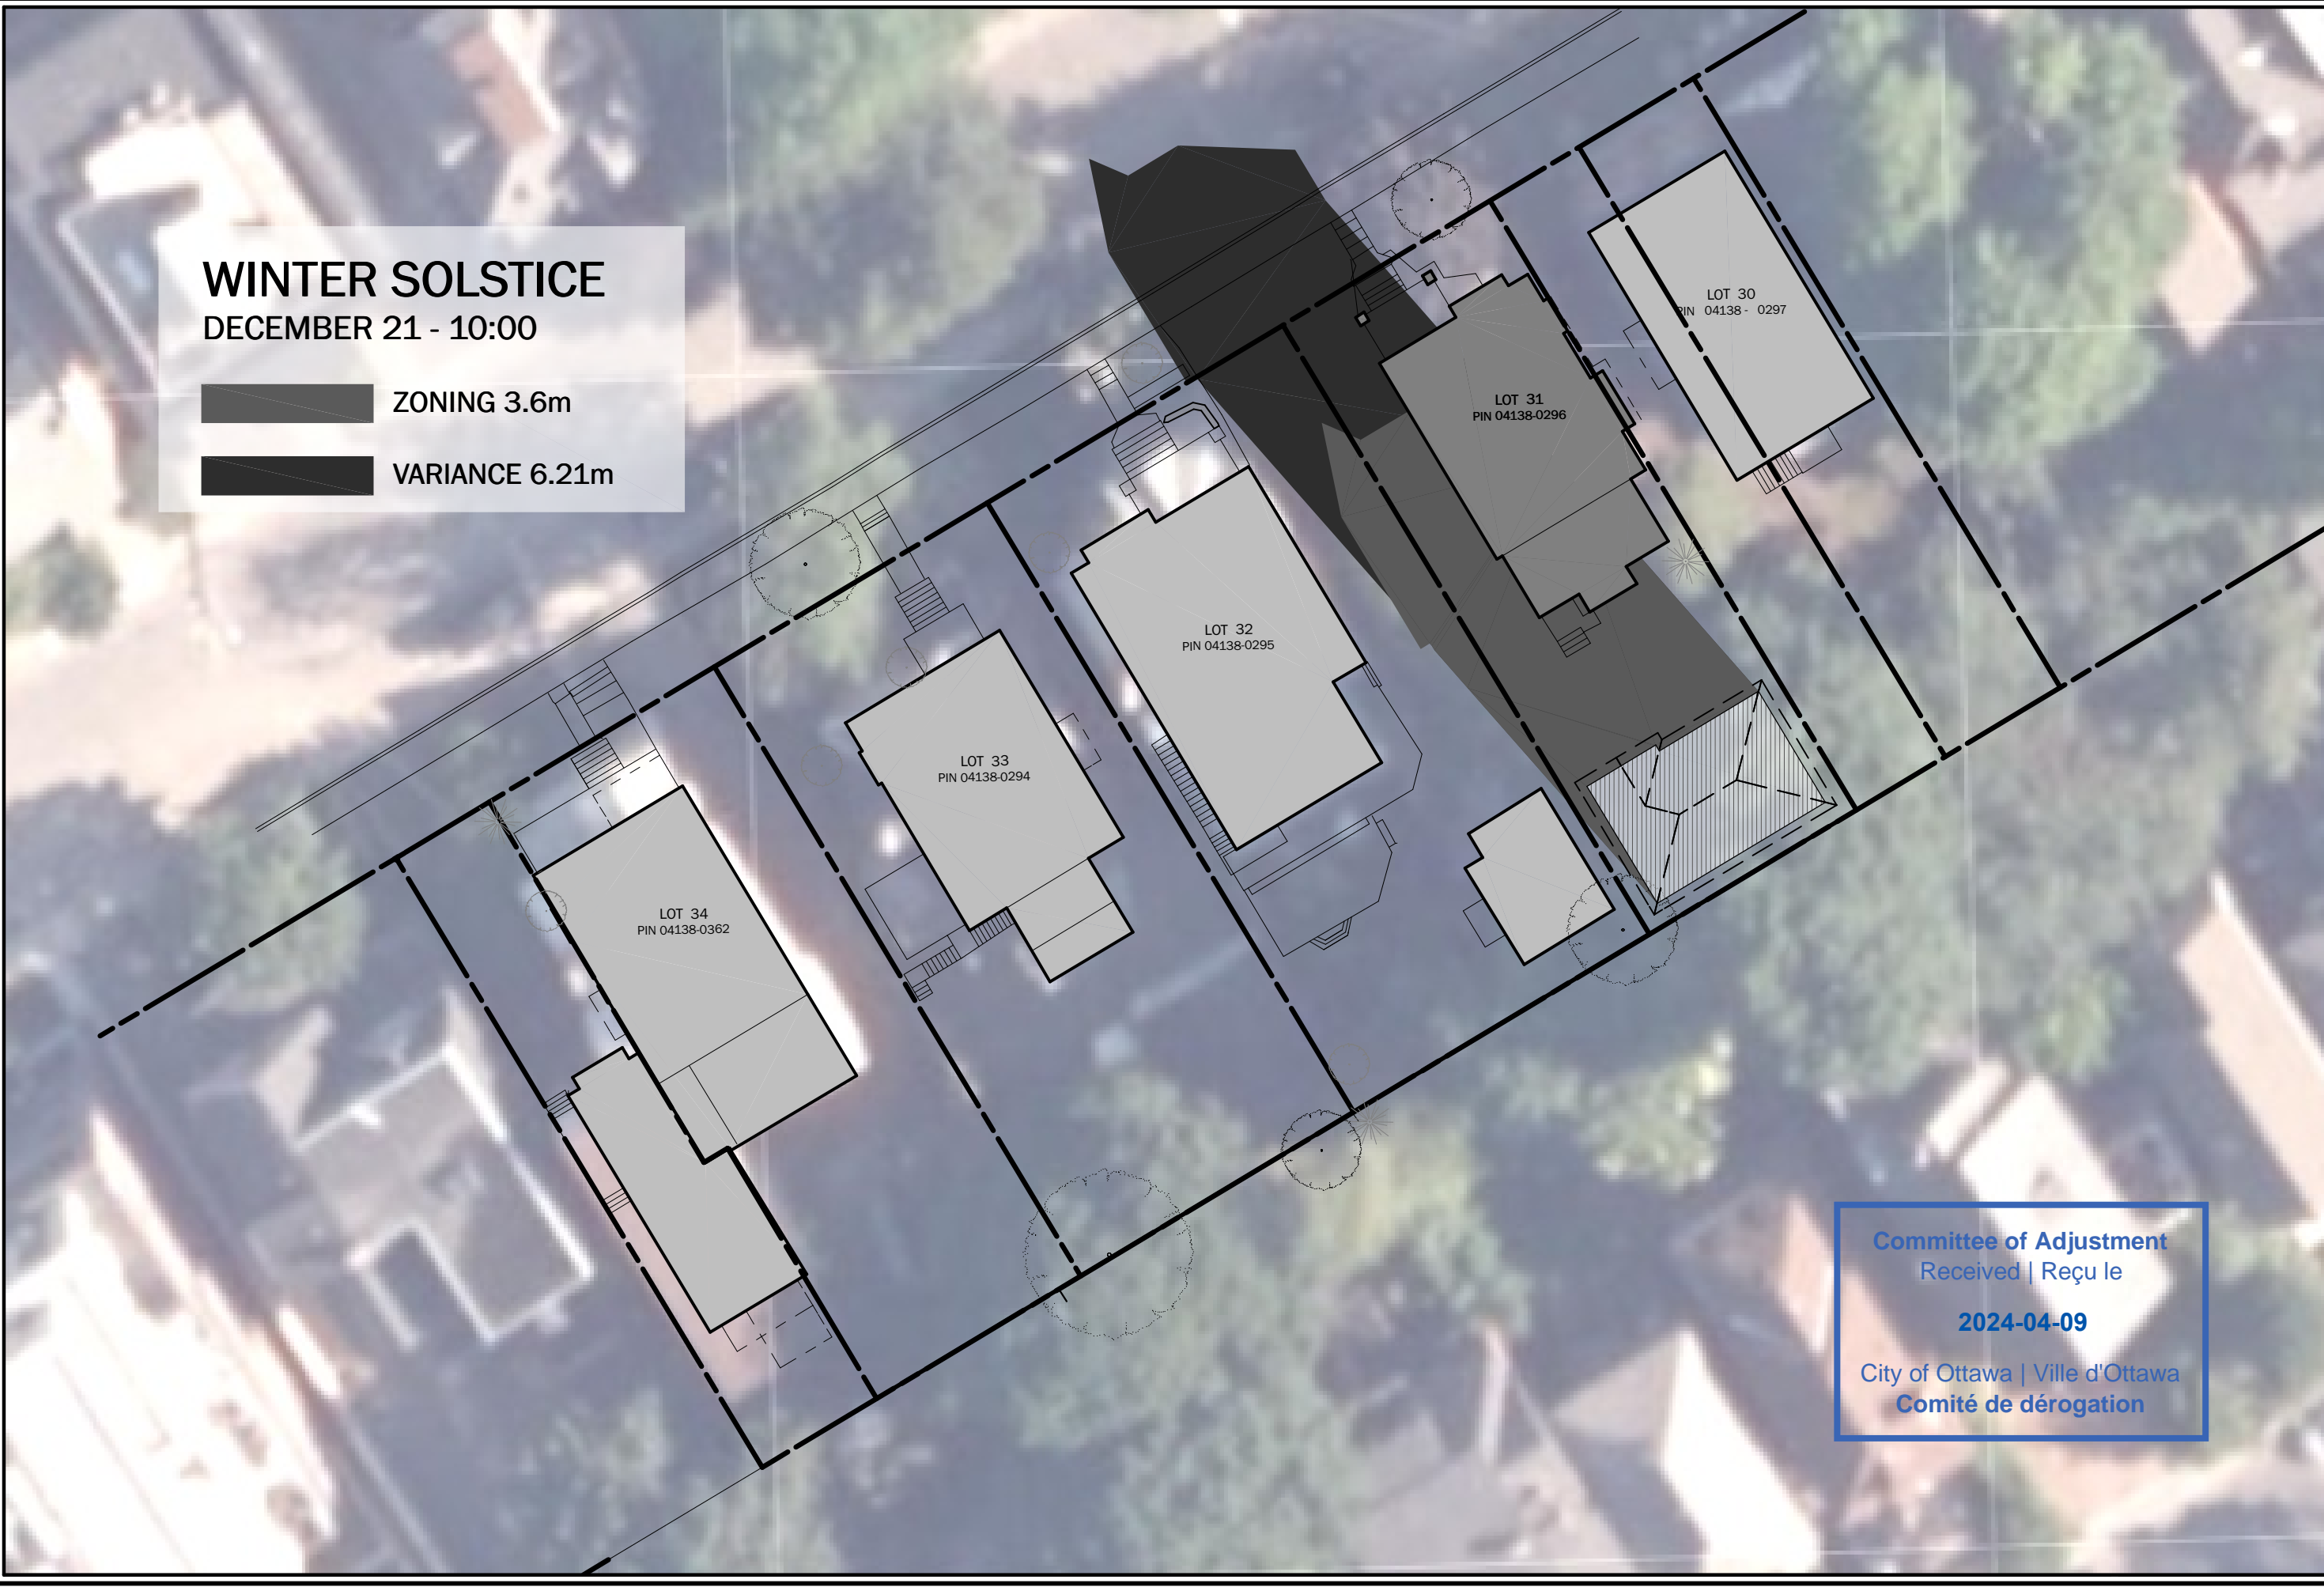 WINTER SOLSTICE
DECEMBER 21 - 10:00
ZONING 3.6m
VARIANCE 6.21m
LOT 30
PIN 04138 - 0297
LOT 31
PIN 04138-0296
LOT 32
PIN 04138-0295
LOT 33
PIN 04138-0294
LOT 34
PIN 04138-0362
Committee of Adjustment
Received | Reçu le
2024-04-09
City of Ottawa | Ville d'Ottawa
Comité de dérogation